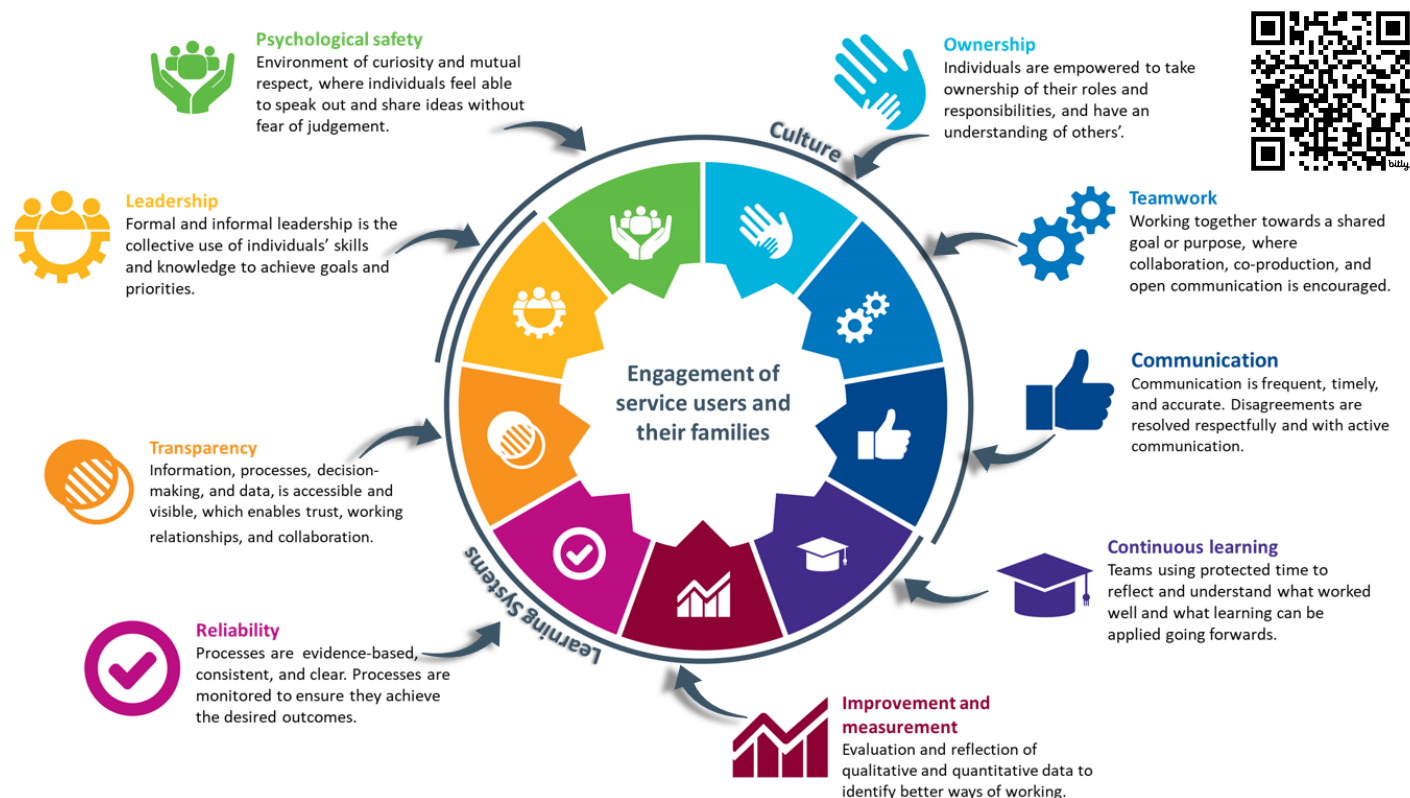 Psychological safety
Environment of curiosity and mutual
respect, where individuals feel able
to speak out and share ideas without
fear of judgement.
Ownership
Individuals are empowered to take
ownership of their roles and
responsibilities, and have an
understanding of others’.
bitly
Culture
Leadership
Formal and informal leadership is the
collective use of individuals’ skills
and knowledge to achieve goals and
priorities.
Teamwork
Working together towards a shared
goal or purpose, where
collaboration, co-production, and
open communication is encouraged.
Engagement of
service users and
their families
Communication
Communication is frequent, timely,
and accurate. Disagreements are
resolved respectfully and with active
communication.
Transparency
Information, processes, decision-
making, and data, is accessible and
visible, which enables trust, working
relationships, and collaboration.
Continuous learning
Teams using protected time to
reflect and understand what worked
well and what learning can be
applied going forwards.
Learning Systems
Reliability
Processes are evidence-based,
consistent, and clear. Processes are
monitored to ensure they achieve
the desired outcomes.
Improvement and
measurement
Evaluation and reflection of
qualitative and quantitative data to
identify better ways of working.